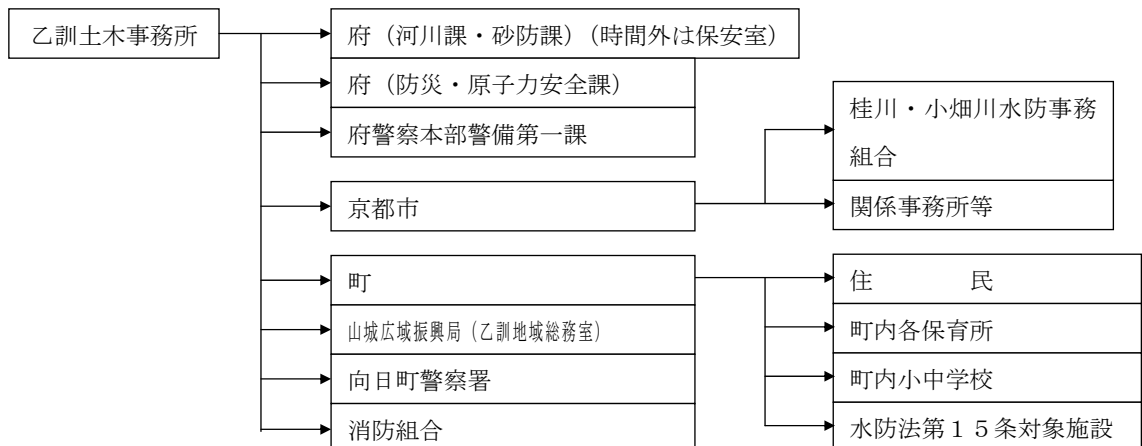 乙訓土木事務所
府（河川課・砂防課）（時間外は保安室）
府（防災・原子力安全課）
府警察本部警備第一課
京都市
桂川・小畑川水防事務
組合
関係事務所等
町
山城広域振興局（乙訓地域総務室）
向日町警察署
消防組合
住　　　　民
町内各保育所
町内小中学校
水防法第１５条対象施設